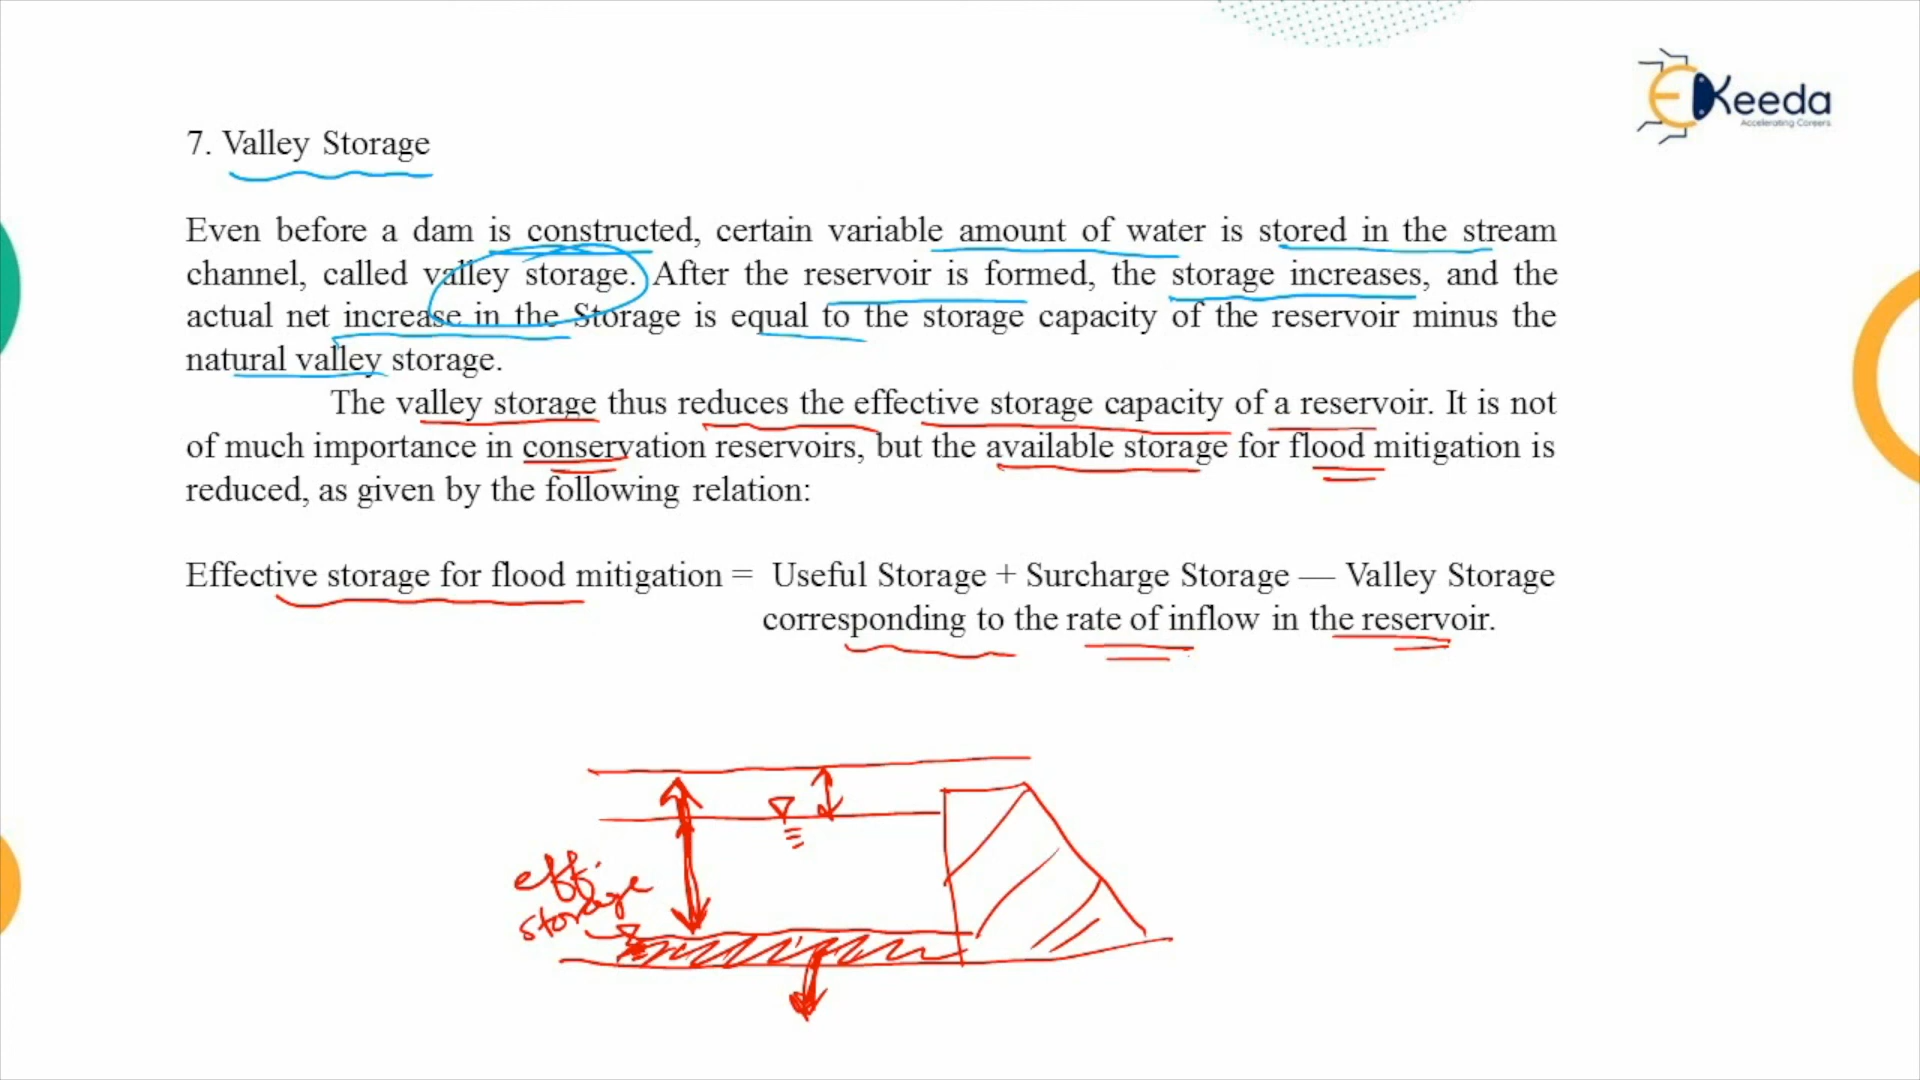 EKeeda
Accelerating Careers
7. Valley Storage
Even before a dam is constructed, certain variable amount of water is stored in the stream
channel, called valley storage. After the reservoir is formed, the storage increases, and the
actual net increase in the Storage is equal to the storage capacity of the reservoir minus the
natural valley storage.
The valley storage thus reduces the effective storage capacity of a reservoir. It is not
of much importance in conservation reservoirs, but the available storage for flood mitigation is
reduced, as given by the following relation:
Effective storage for flood mitigation = Useful Storage + Surcharge Storage — Valley Storage
corresponding to the rate of inflow in the reservoir.
eff.
storage